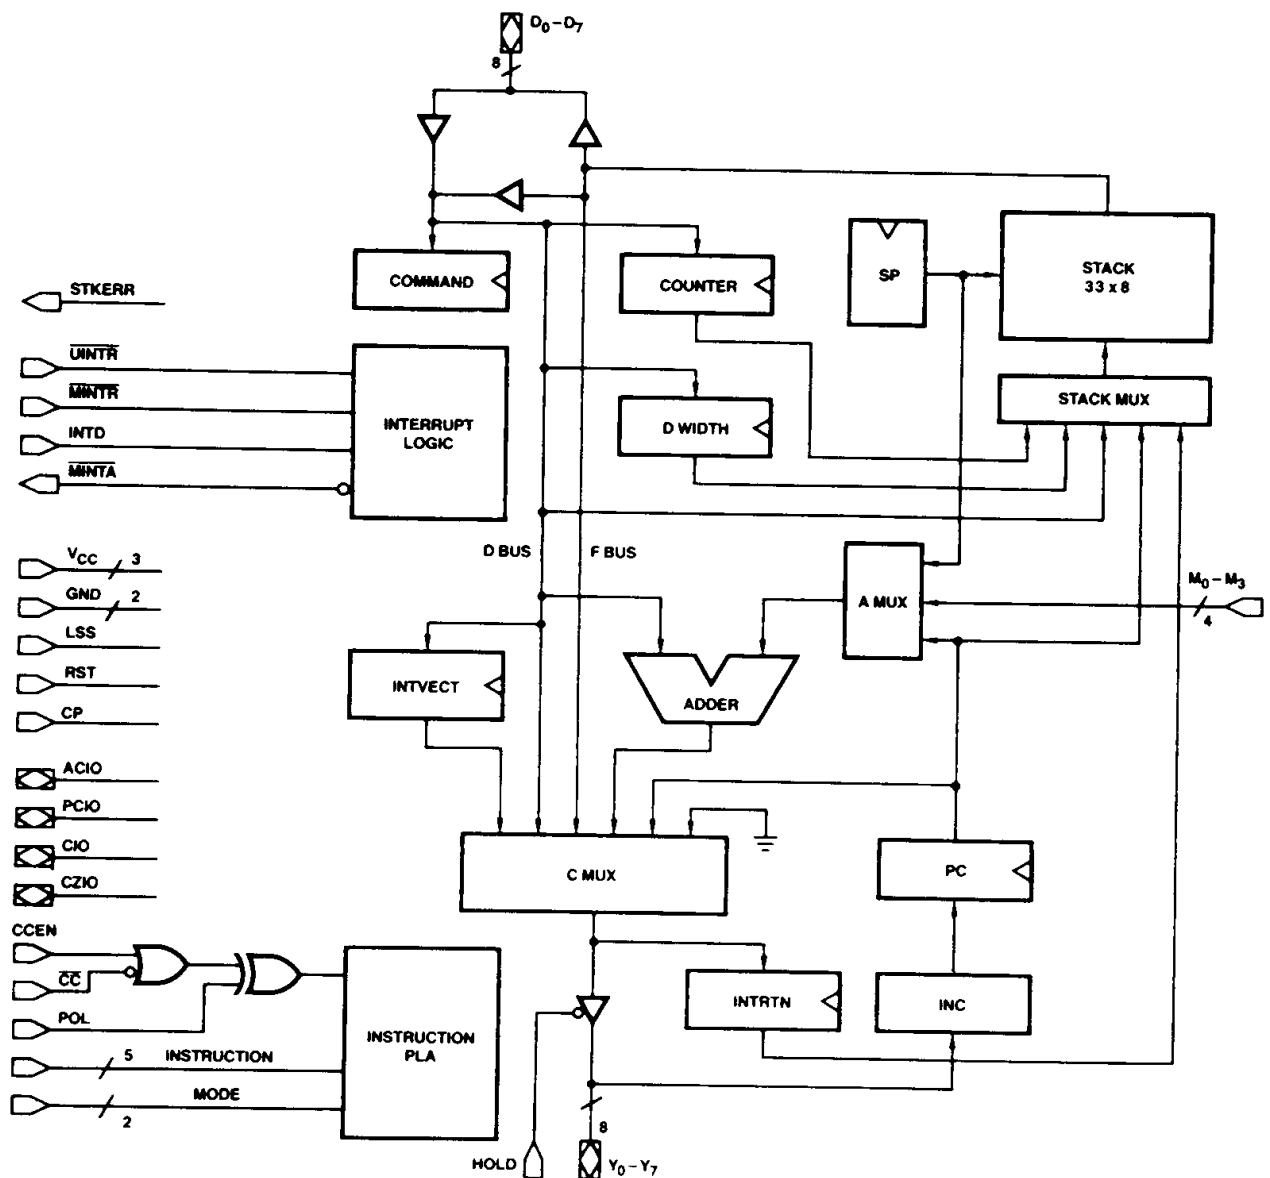 D0–D7
8
COMMAND
COUNTER
SP
STACK
33 x 8
STKERR
UINTR
MINTR
INTD
MINTA
INTERRUPT
LOGIC
D WIDTH
STACK MUX
VCC
3
GND
2
LSS
RST
CP
D BUS
F BUS
A MUX
M0–M3
4
INTVECT
ADDER
ACIO
PCIO
CIO
CZIO
C MUX
PC
CCEN
CC
POL
5
INSTRUCTION
MODE
2
INSTRUCTION
PLA
INTRTN
INC
HOLD
8
Y0–Y7